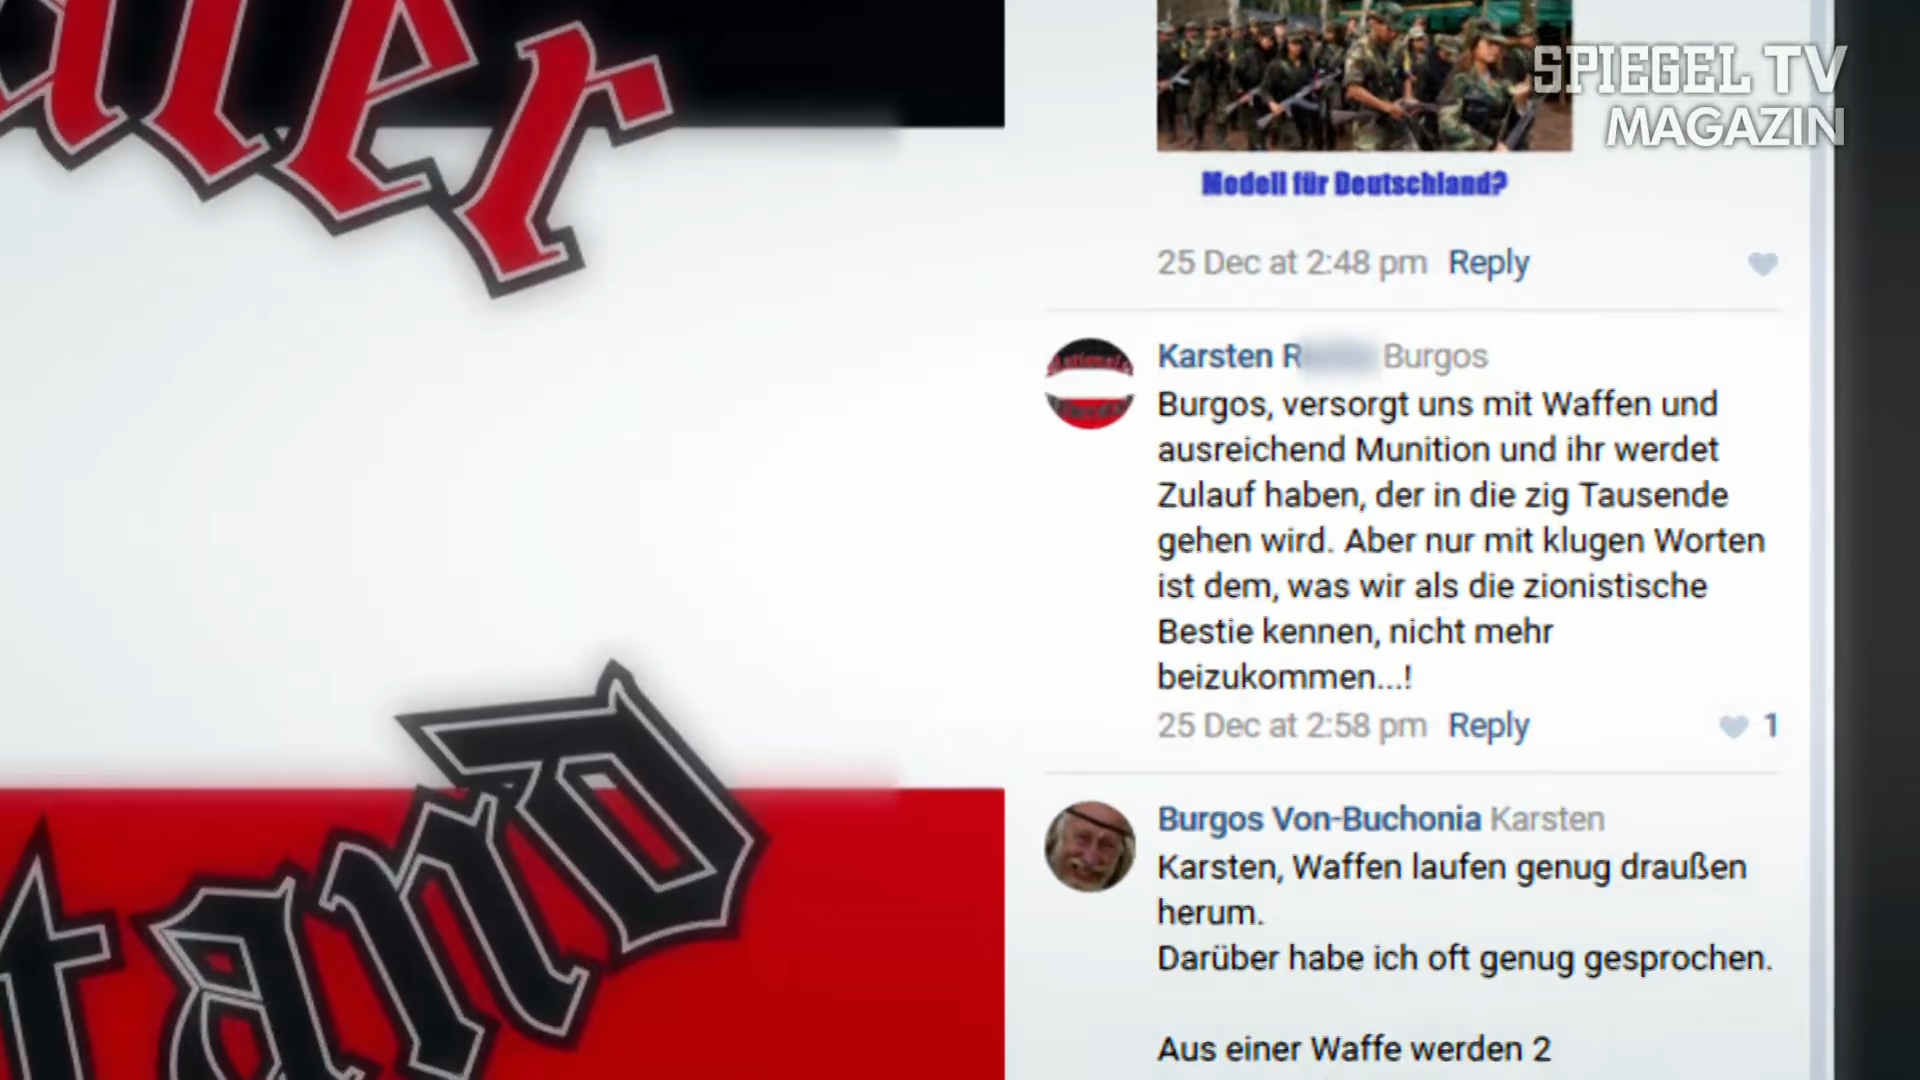 SPIEGEL TV
MAGAZIN
Modell für Deutschland?
25 Dec at 2:48 pm Reply
Karsten R Burgos
Burgos, versorgt uns mit Waffen und
ausreichend Munition und ihr werdet
Zulauf haben, der in die zig Tausende
gehen wird. Aber nur mit klugen Worten
ist dem, was wir als die zionistische
Bestie kennen, nicht mehr
beizukommen...!
25 Dec at 2:58 pm Reply 1
Burgos Von-Buchonia Karsten
Karsten, Waffen laufen genug draußen
herum.
Darüber habe ich oft genug gesprochen.
Aus einer Waffe werden 2
ler
tand